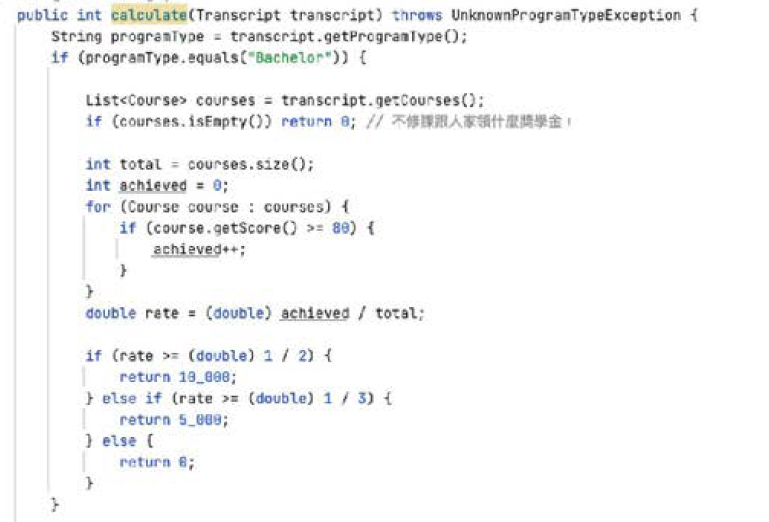 public int calculate(Transcript transcript) throws UnknownProgramTypeException {
String programType = transcript.getProgramType();
if (programType.equals("Bachelor")) {
List<Course> courses = transcript.getCourses();
if (courses.isEmpty()) return 0; // 不修課跟人家領什麼獎學金！
int total = courses.size();
int achieved = 0;
for (Course course : courses) {
if (course.getScore() >= 80) {
achieved++;
}
}
double rate = (double) achieved / total;
if (rate >= (double) 1 / 2) {
return 10_000;
} else if (rate >= (double) 1 / 3) {
return 5_000;
} else {
return 0;
}
}